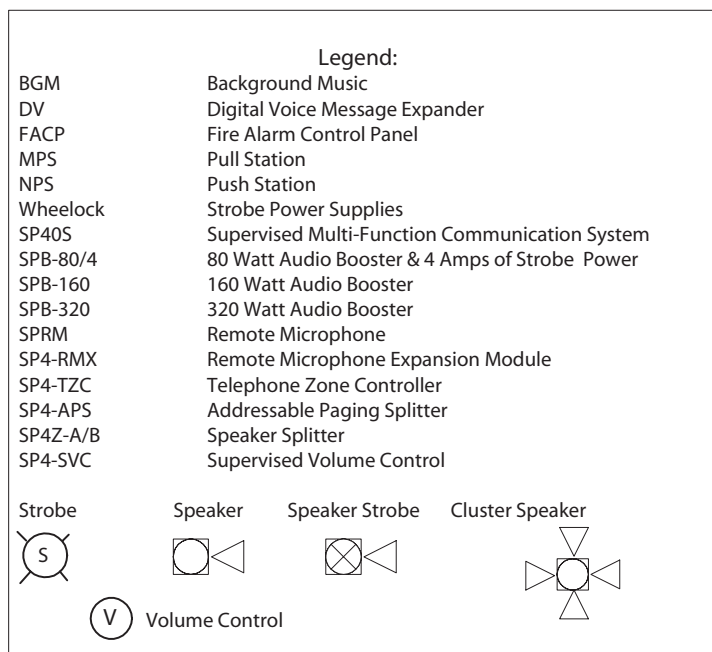 Legend:
BGM Background Music
DV Digital Voice Message Expander
FACP Fire Alarm Control Panel
MPS Pull Station
NPS Push Station
Wheelock Strobe Power Supplies
SP40S Supervised Multi-Function Communication System
SPB-80/4 80 Watt Audio Booster & 4 Amps of Strobe Power
SPB-160 160 Watt Audio Booster
SPB-320 320 Watt Audio Booster
SPRM Remote Microphone
SP4-RMX Remote Microphone Expansion Module
SP4-TZC Telephone Zone Controller
SP4-APS Addressable Paging Splitter
SP4Z-A/B Speaker Splitter
SP4-SVC Supervised Volume Control
Strobe Speaker Speaker Strobe Cluster Speaker
S
V Volume Control